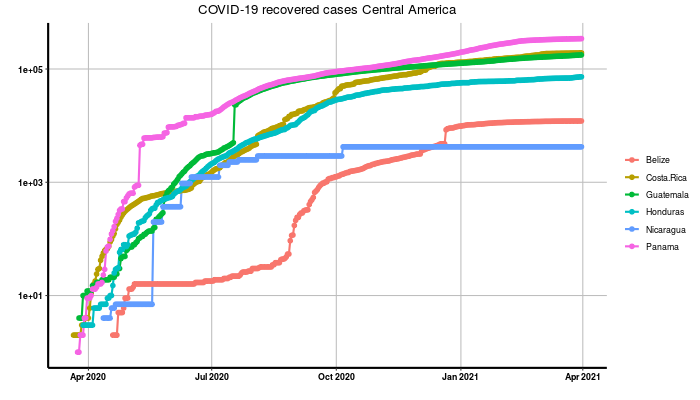 COVID-19 recovered cases Central America
1e+05
1e+03
1e+01
Apr 2020
Jul 2020
Oct 2020
Jan 2021
Apr 2021
Belize
Costa.Rica
Guatemala
Honduras
Nicaragua
Panama